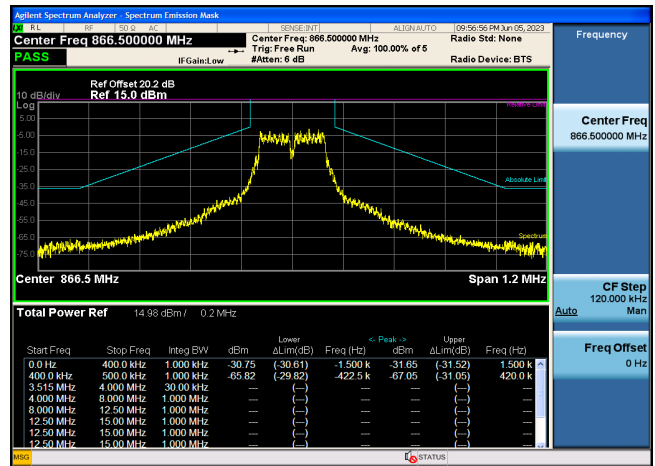 Agilent Spectrum Analyzer - Spectrum Emission Mask
RL RF 50 Ω AC SENSE:INT ALIGN AUTO 09:56:56 PM Jun 05, 2023
Center Freq 866.500000 MHz
Center Freq: 866.500000 MHz
Radio Std: None
PASS
IFGain:Low
Trig: Free Run Avg: 100.00% of 5
#Atten: 6 dB
Radio Device: BTS
Ref Offset 20.2 dB
10 dB/div Ref 15.0 dBm
Log
Relative Limit
5.00
-5.00
-15.0
-25.0
Absolute Limit
-35.0
-45.0
-55.0
-65.0
Spectrum
-75.0
Center 866.5 MHz Span 1.2 MHz
Total Power Ref 14.98 dBm / 0.2 MHz
Lower <- Peak -> Upper
Start Freq Stop Freq Integ BW dBm ΔLim(dB) Freq (Hz) dBm ΔLim(dB) Freq (Hz)
0.0 Hz 400.0 kHz 1.000 kHz -30.75 (-30.61) -1.500 k -31.65 (-31.52) 1.500 k
400.0 kHz 500.0 kHz 1.000 kHz -65.82 (-29.82) -422.5 k -67.05 (-31.05) 420.0 k
3.515 MHz 4.000 MHz 30.00 kHz --- (---) --- (---) ---
4.000 MHz 8.000 MHz 1.000 MHz --- (---) --- (---) ---
8.000 MHz 12.50 MHz 1.000 MHz --- (---) --- (---) ---
12.50 MHz 15.00 MHz 1.000 MHz --- (---) --- (---) ---
12.50 MHz 15.00 MHz 1.000 MHz --- (---) --- (---) ---
12.50 MHz 15.00 MHz 1.000 MHz --- (---) --- (---) ---
MSG STATUS
Frequency
Center Freq
866.500000 MHz
CF Step
120.000 kHz
Auto Man
Freq Offset
0 Hz